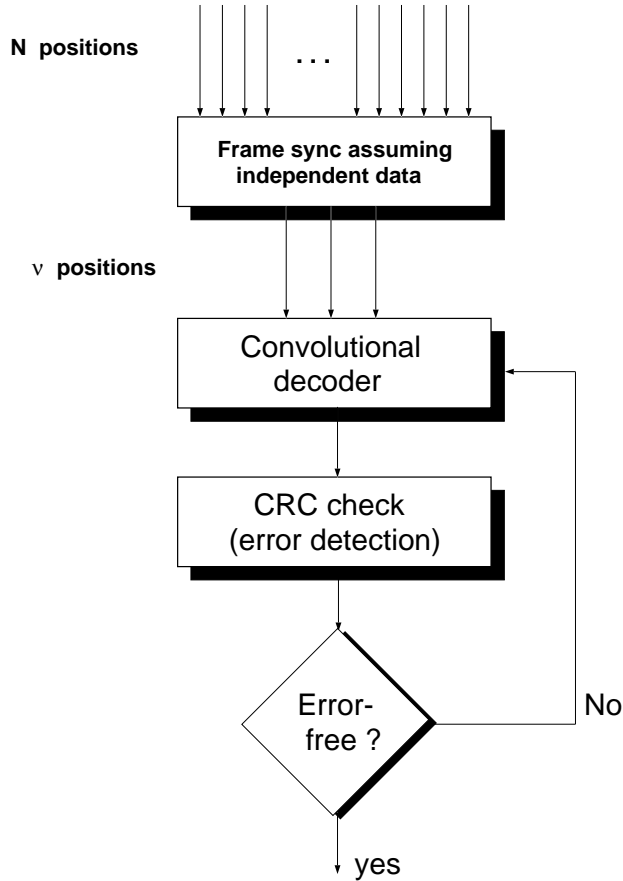 N positions
...
Frame sync assuming
independent data
ν positions
Convolutional
decoder
CRC check
(error detection)
Error-
free ?
No
yes